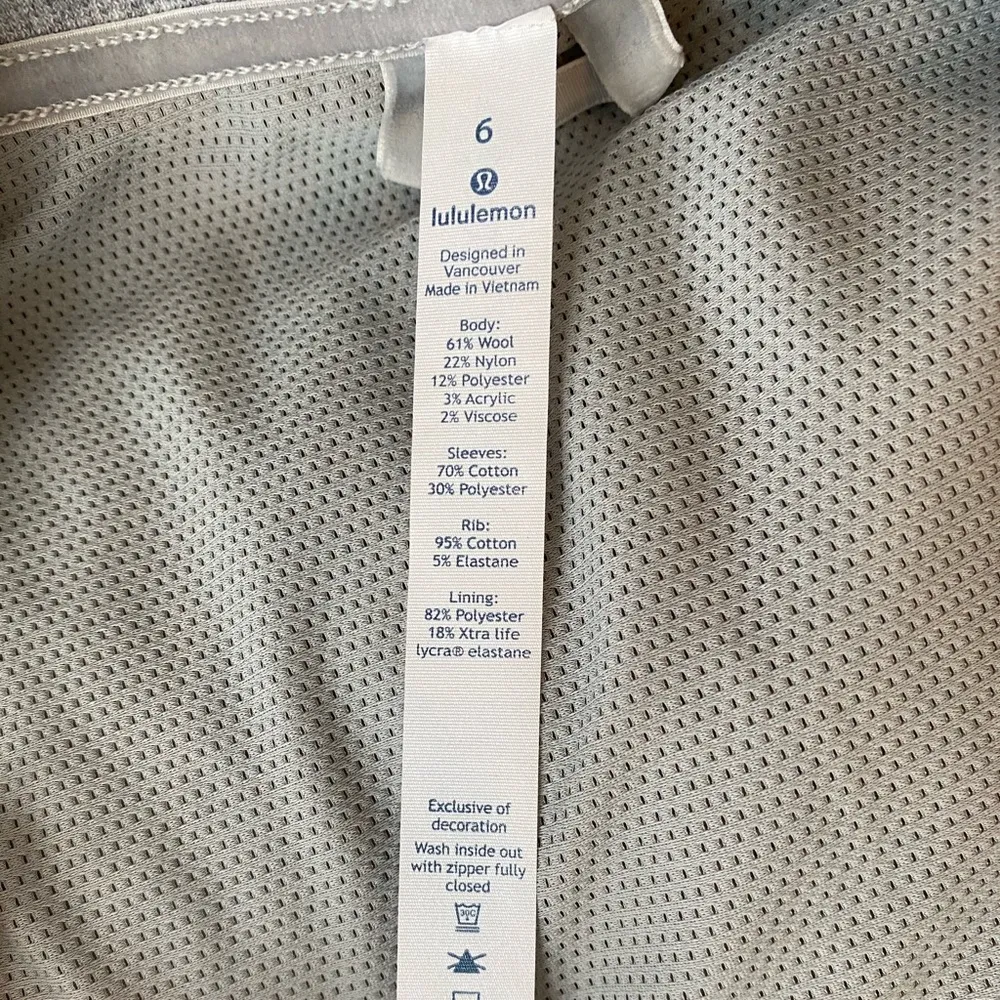 6
lululemon
Designed in
Vancouver
Made in Vietnam
Body:
61% Wool
22% Nylon
12% Polyester
3% Acrylic
2% Viscose
Sleeves:
70% Cotton
30% Polyester
Rib:
95% Cotton
5% Elastane
Lining:
82% Polyester
18% Xtra life
lycra® elastane
Exclusive of
decoration
Wash inside out
with zipper fully
closed
30C